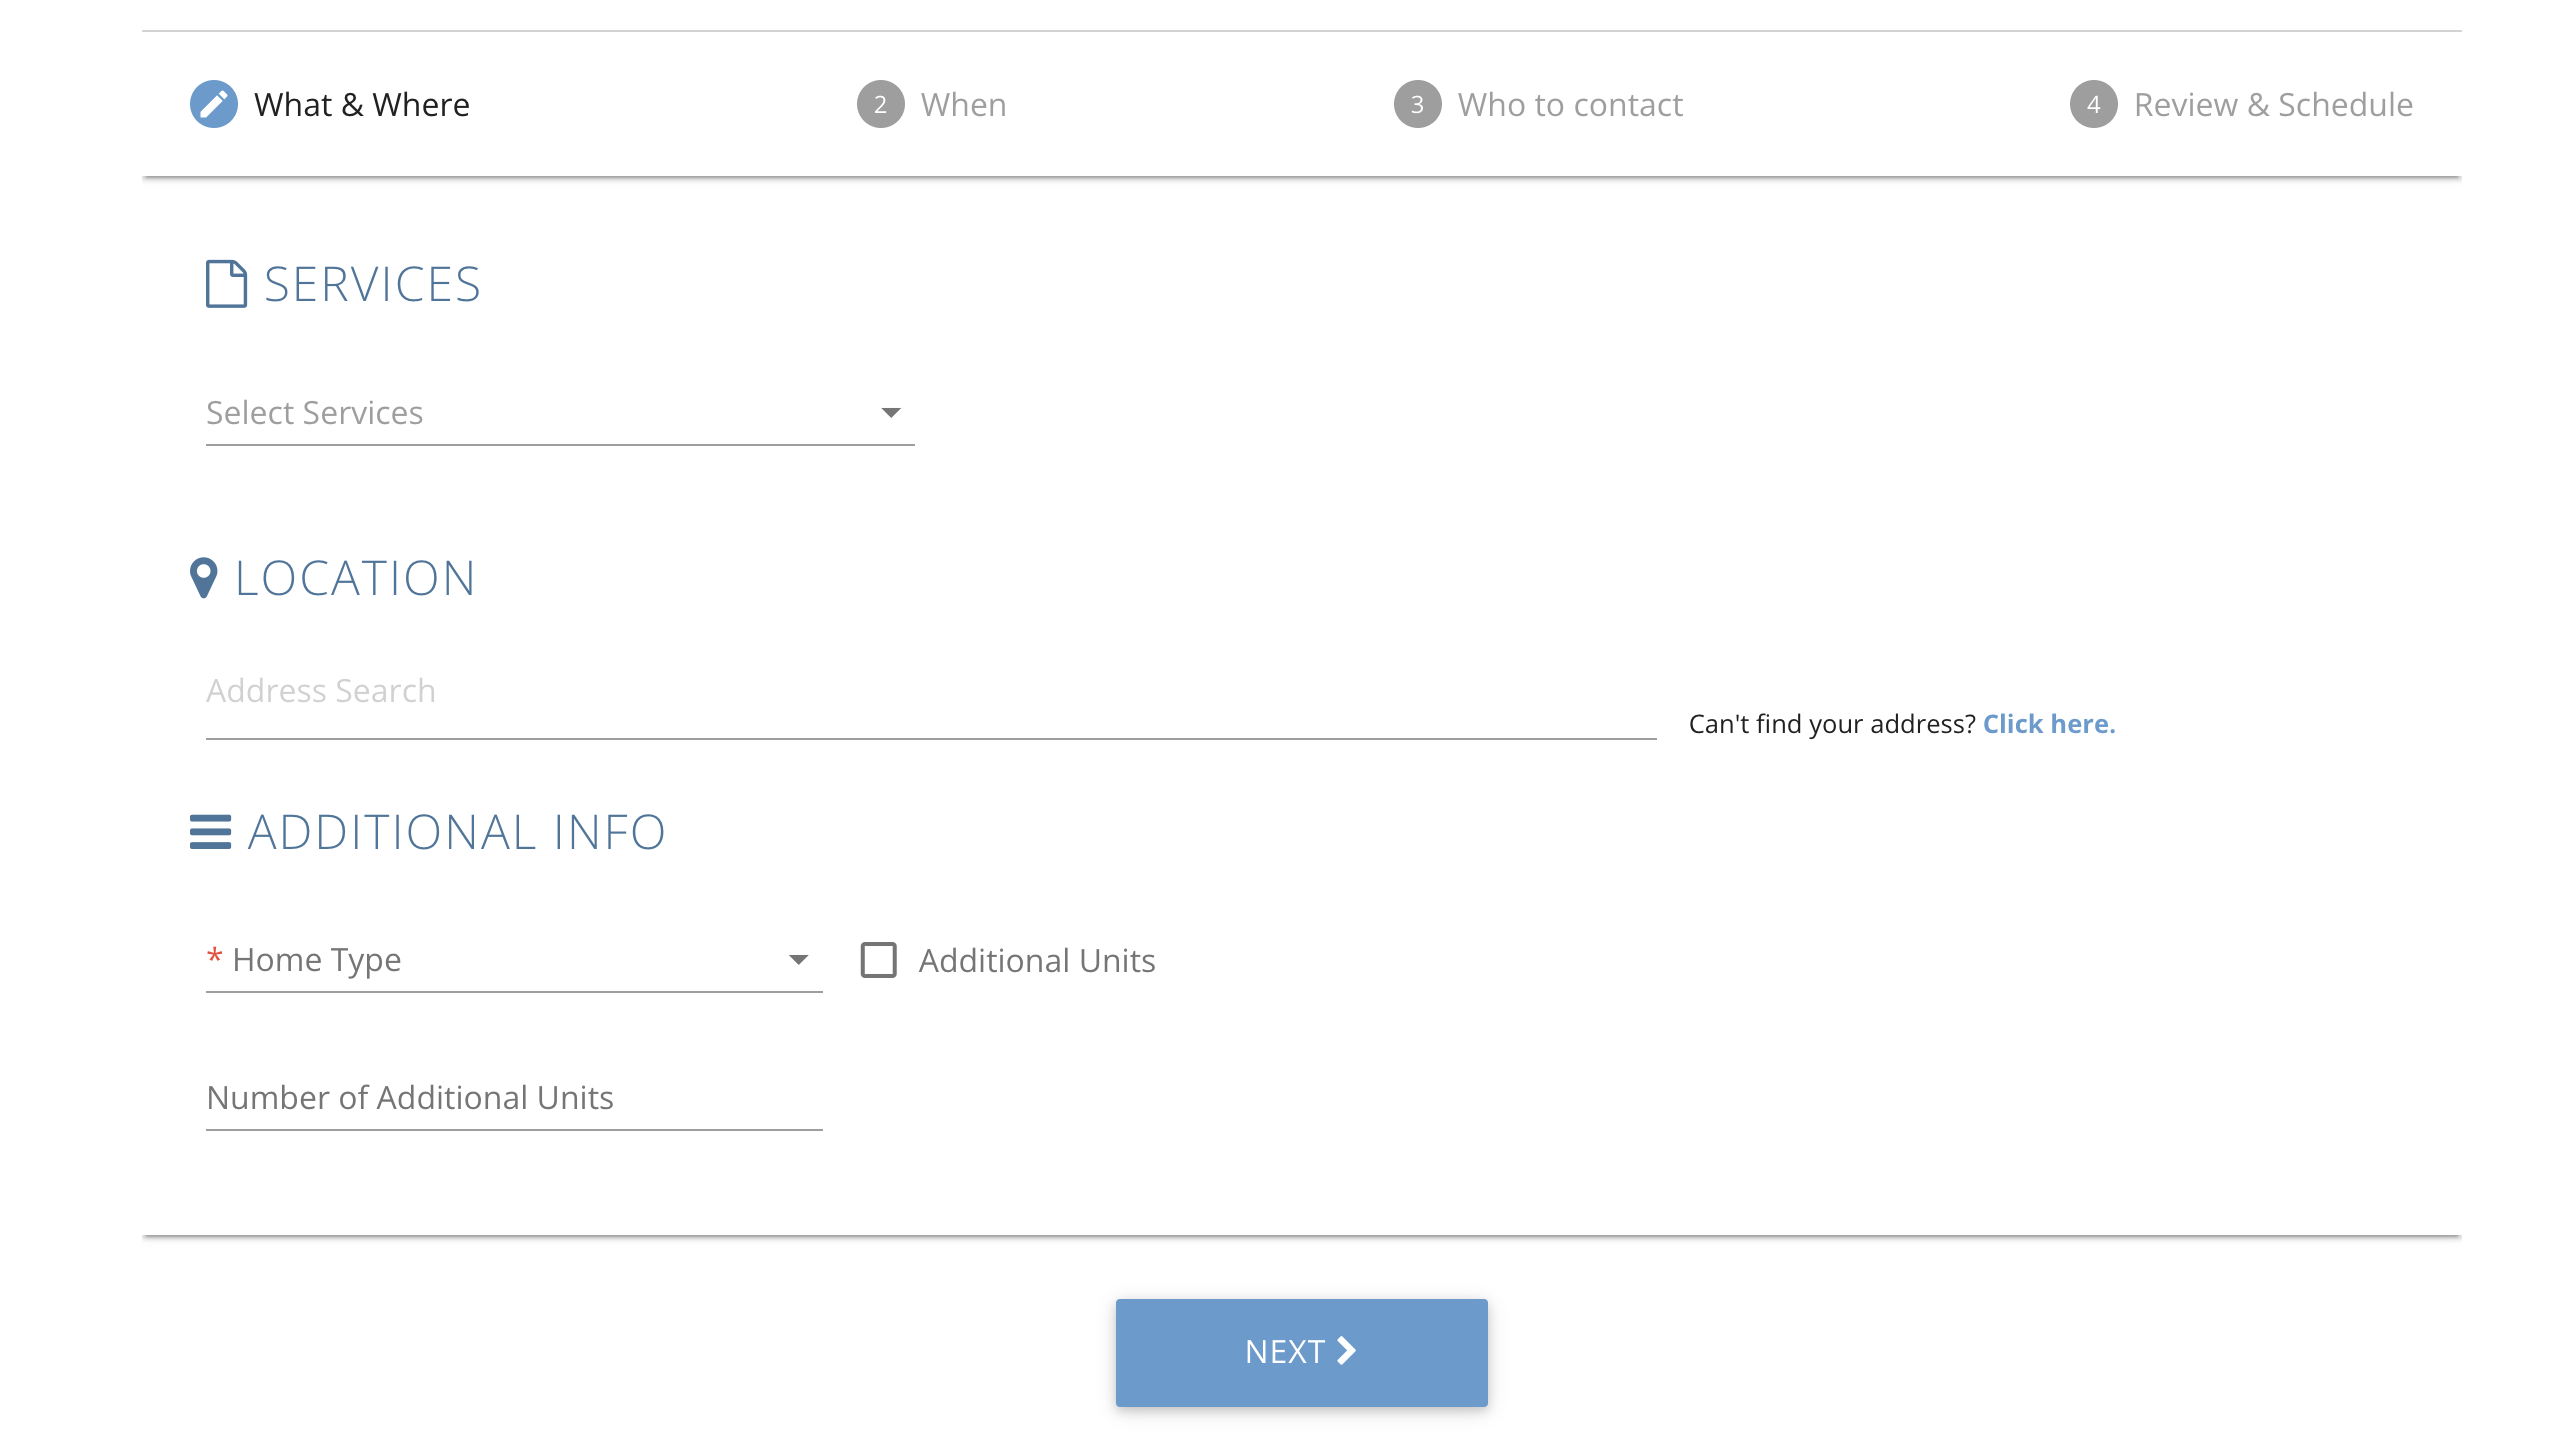 What & Where
2 When
3 Who to contact
4 Review & Schedule
SERVICES
Select Services
LOCATION
Address Search
Can't find your address? Click here.
ADDITIONAL INFO
* Home Type
Additional Units
Number of Additional Units
NEXT